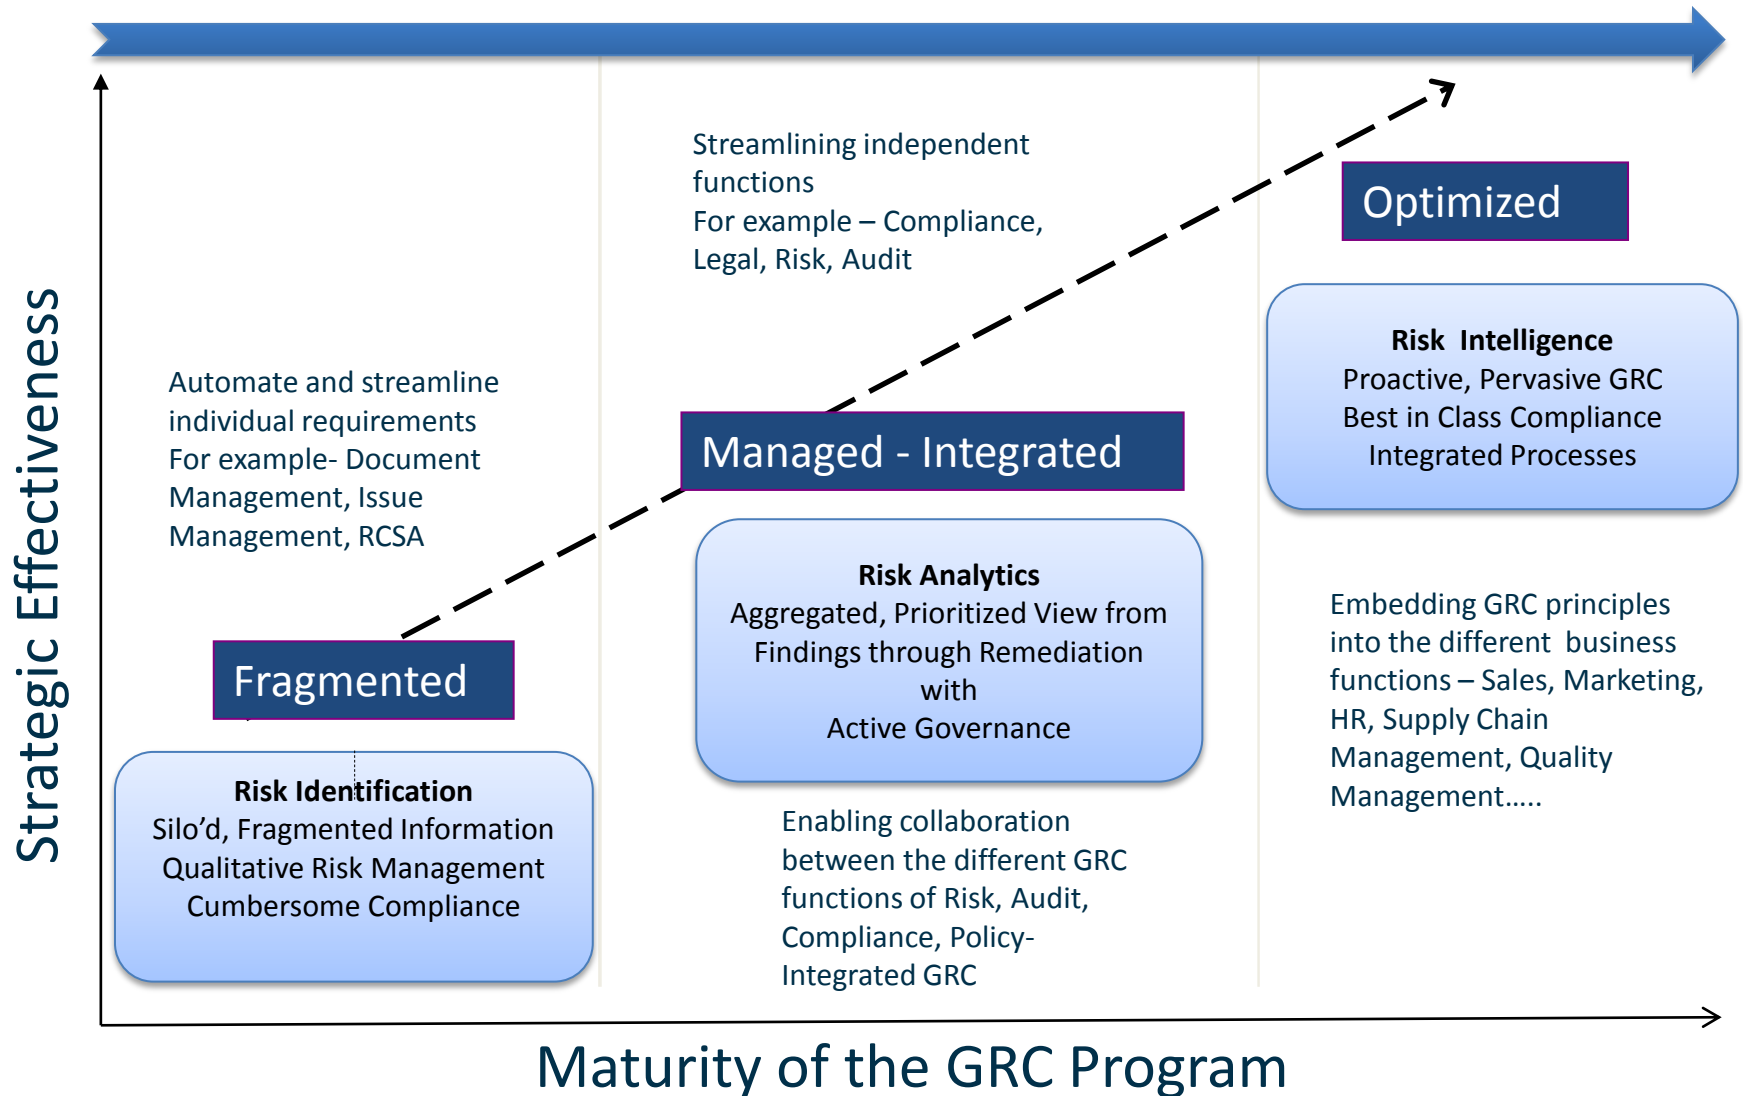 Strategic Effectiveness
Automate and streamline
individual requirements
For example- Document
Management, Issue
Management, RCSA
Fragmented
Risk Identification
Silo’d, Fragmented Information
Qualitative Risk Management
Cumbersome Compliance
Streamlining independent
functions
For example – Compliance,
Legal, Risk, Audit
Managed - Integrated
Risk Analytics
Aggregated, Prioritized View from
Findings through Remediation
with
Active Governance
Enabling collaboration
between the different GRC
functions of Risk, Audit,
Compliance, Policy-
Integrated GRC
Optimized
Risk  Intelligence
Proactive, Pervasive GRC
Best in Class Compliance
Integrated Processes
Embedding GRC principles
into the different  business
functions – Sales, Marketing,
HR, Supply Chain
Management, Quality
Management…..
Maturity of the GRC Program